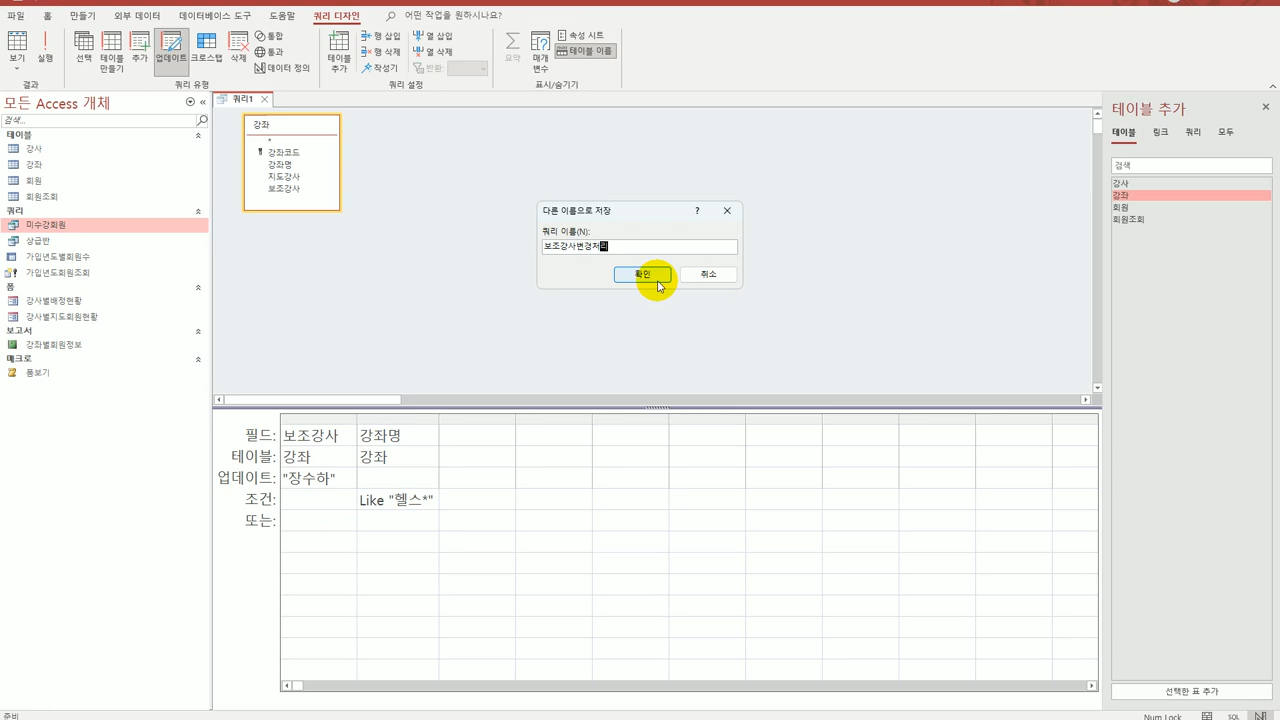 파일 홈 만들기 외부 데이터 데이터베이스 도구 도움말 쿼리 디자인 어떤 작업을 원하시나요?
보기 실행 선택 테이블 만들기 추가 업데이트 크로스탭 삭제 통합 통과 데이터 정의 테이블 추가 행 삽입 행 삭제 작성기 열 삽입 열 삭제 반환: 요약 매개 변수 속성 시트 테이블 이름
결과 쿼리 유형 쿼리 설정 표시/숨기기
모든 Access 개체
검색...
테이블
강사
강좌
회원
회원조회
쿼리
미수강회원
상급반
가입년도별회원수
가입년도회원조회
폼
강사별배정현황
강사별지도회원현황
보고서
강좌별회원정보
매크로
폼보기
쿼리1
강좌
*
강좌코드
강좌명
지도강사
보조강사
다른 이름으로 저장 ?
쿼리 이름(N):
보조강사변경저리
확인 취소
필드: 보조강사 강좌명
테이블: 강좌 강좌
업데이트: "장수하"
조건: Like "헬스*"
또는:
테이블 추가
테이블 링크 쿼리 모두
검색
강사
강좌
회원
회원조회
선택한 표 추가
준비 Num Lock SQL